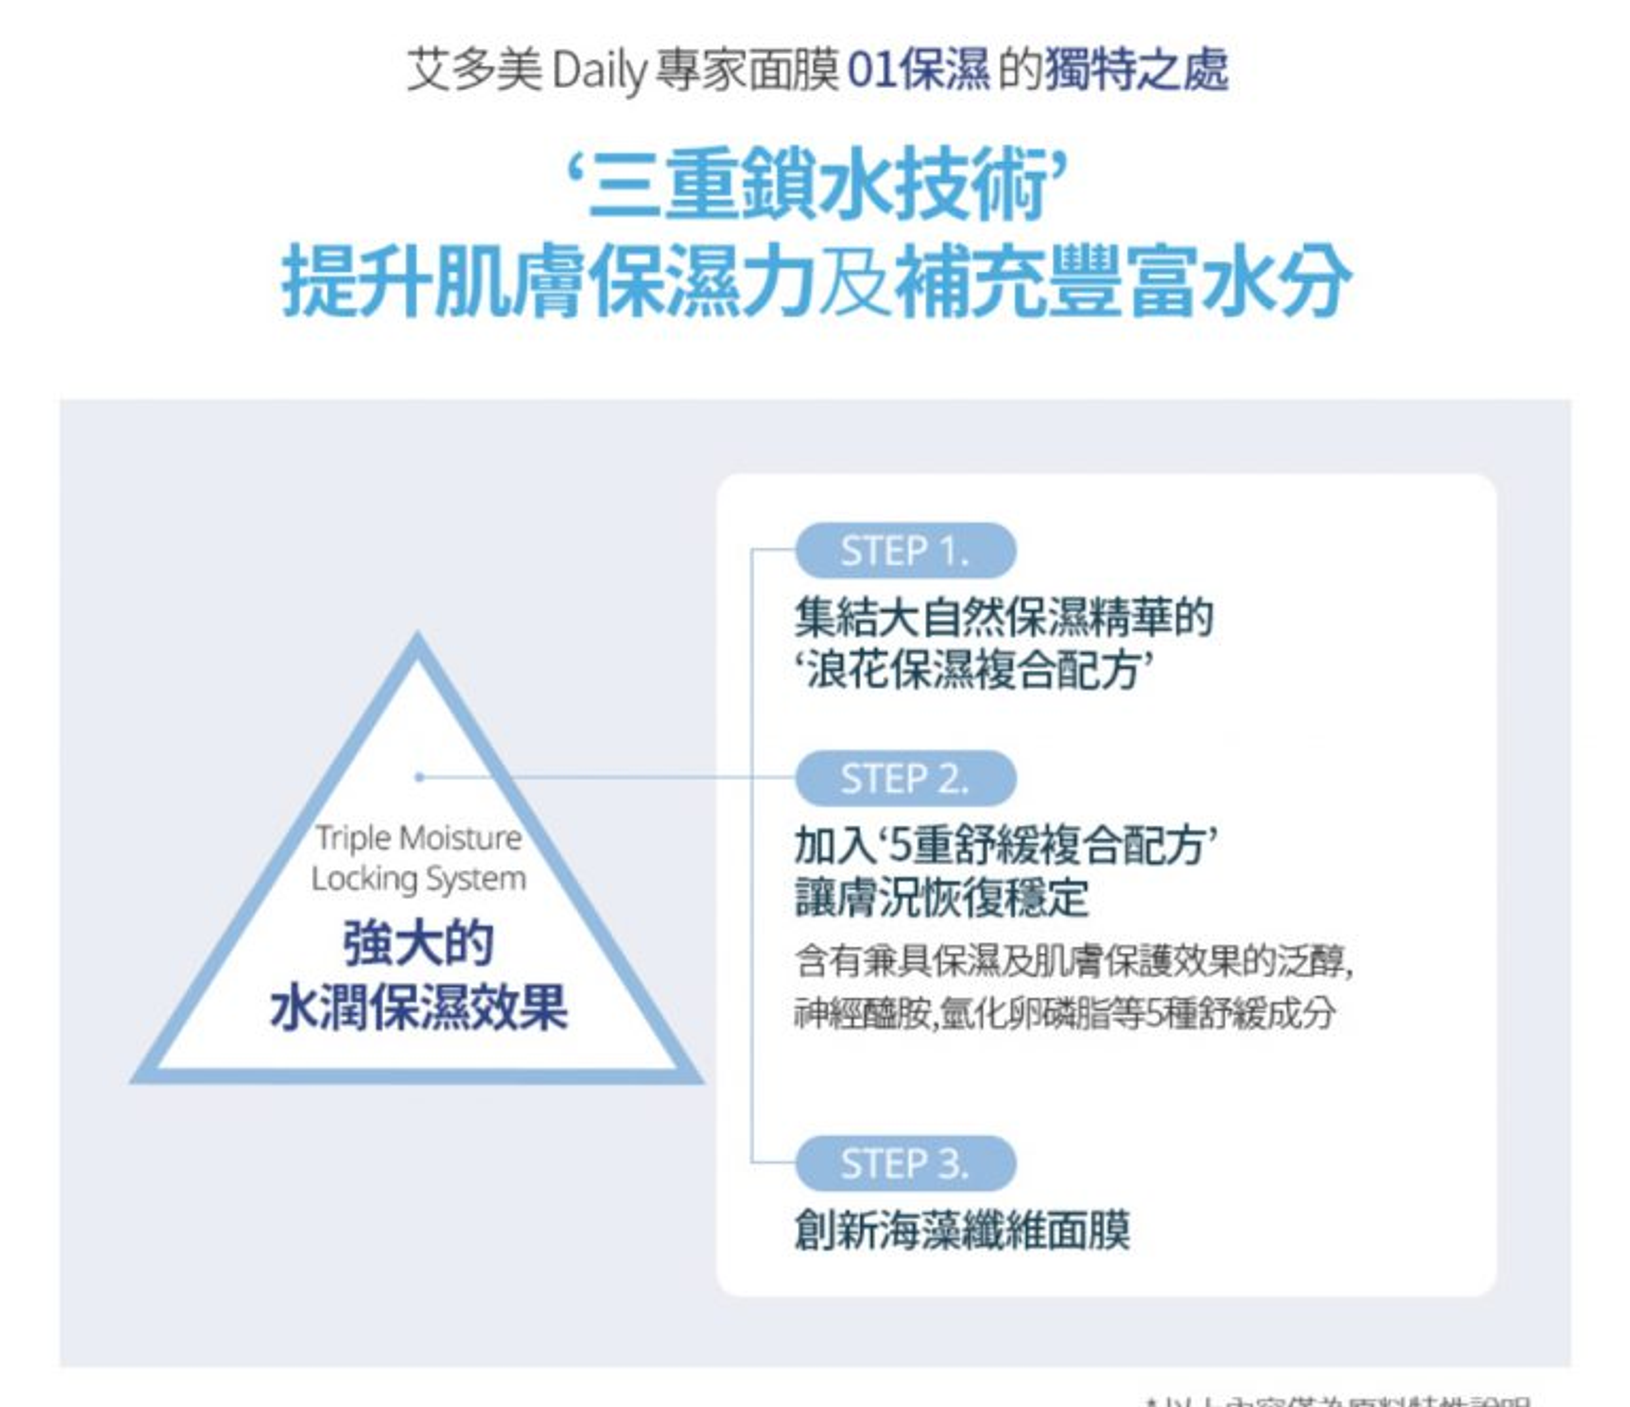 艾多美 Daily 專家面膜 01保濕 的獨特之處
‘三重鎖水技術’
提升肌膚保濕力及補充豐富水分
STEP 1.
集結大自然保濕精華的
‘浪花保濕複合配方’
STEP 2.
加入‘5重舒緩複合配方’
讓膚況恢復穩定
含有兼具保濕及肌膚保護效果的泛醇,
神經醯胺,氫化卵磷脂等5種舒緩成分
STEP 3.
創新海藻纖維面膜
Triple Moisture
Locking System
強大的
水潤保濕效果